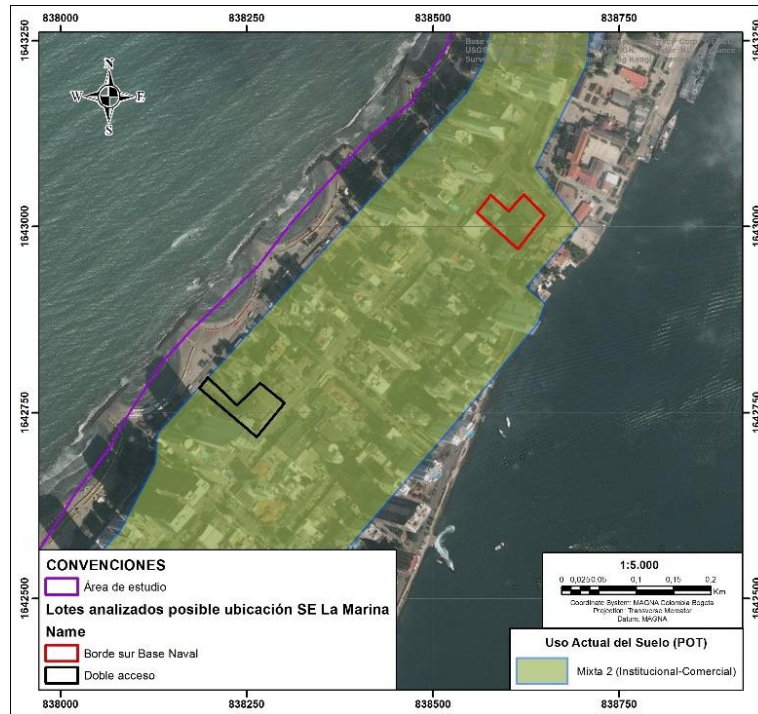 838000 838250 838500 838750
1643250
1643250
N
W E
S
1643000
1643000
1642750
1642750
1642500
1642500
CONVENCIONES
Área de estudio
Lotes analizados posible ubicación SE La Marina
Name
Borde sur Base Naval
Doble acceso
1:5.000
0 0,025 0,05 0,1 0,15 0,2
Km
Coordinate System: MAGNA Colombia Bogota
Projection: Transverse Mercator
Datum: MAGNA
Uso Actual del Suelo (POT)
Mixta 2 (Institucional-Comercial)
838000 838250 838500 838750